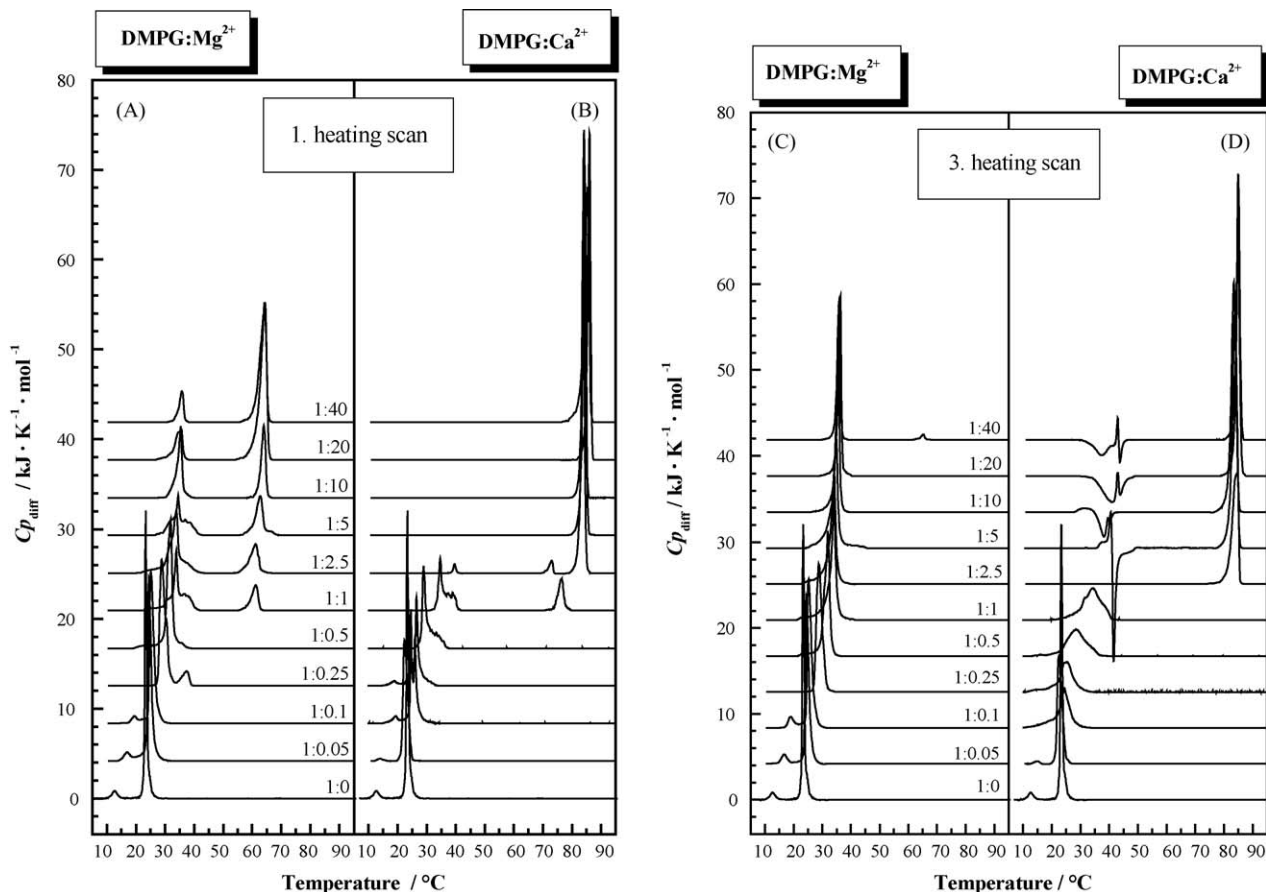 DMPG:Mg²⁺
DMPG:Ca²⁺
80
70
60
50
40
30
20
10
0
Cp_diff / kJ · K⁻¹ · mol⁻¹
(A)
(B)
1. heating scan
1:40
1:20
1:10
1:5
1:2.5
1:1
1:0.5
1:0.25
1:0.1
1:0.05
1:0
10 20 30 40 50 60 70 80 90
10 20 30 40 50 60 70 80 90
Temperature / °C
Temperature / °C
DMPG:Mg²⁺
DMPG:Ca²⁺
80
70
60
50
40
30
20
10
0
Cp_diff / kJ · K⁻¹ · mol⁻¹
(C)
(D)
3. heating scan
1:40
1:20
1:10
1:5
1:2.5
1:1
1:0.5
1:0.25
1:0.1
1:0.05
1:0
10 20 30 40 50 60 70 80 90
10 20 30 40 50 60 70 80 90
Temperature / °C
Temperature / °C